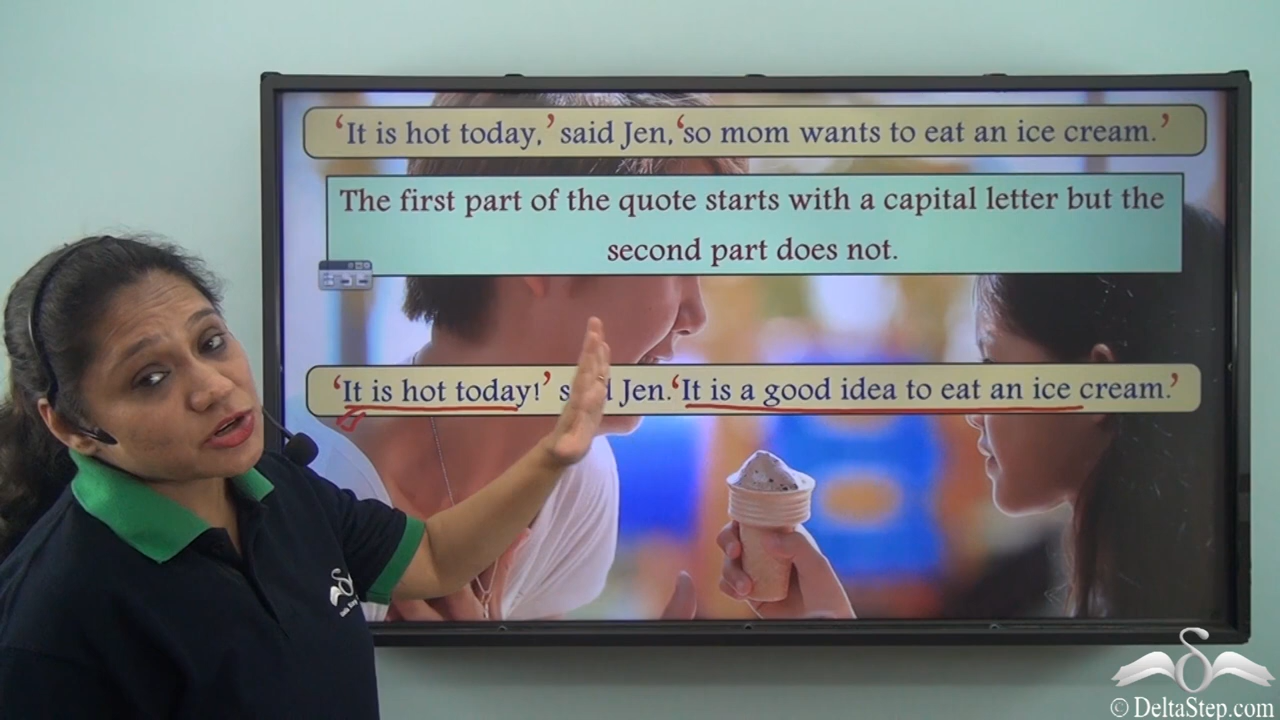 ‘It is hot today,’ said Jen, ‘so mom wants to eat an ice cream.’
The first part of the quote starts with a capital letter but the
second part does not.
‘It is hot today!’ Jen. ‘It is a good idea to eat an ice cream.’
© DeltaStep.com